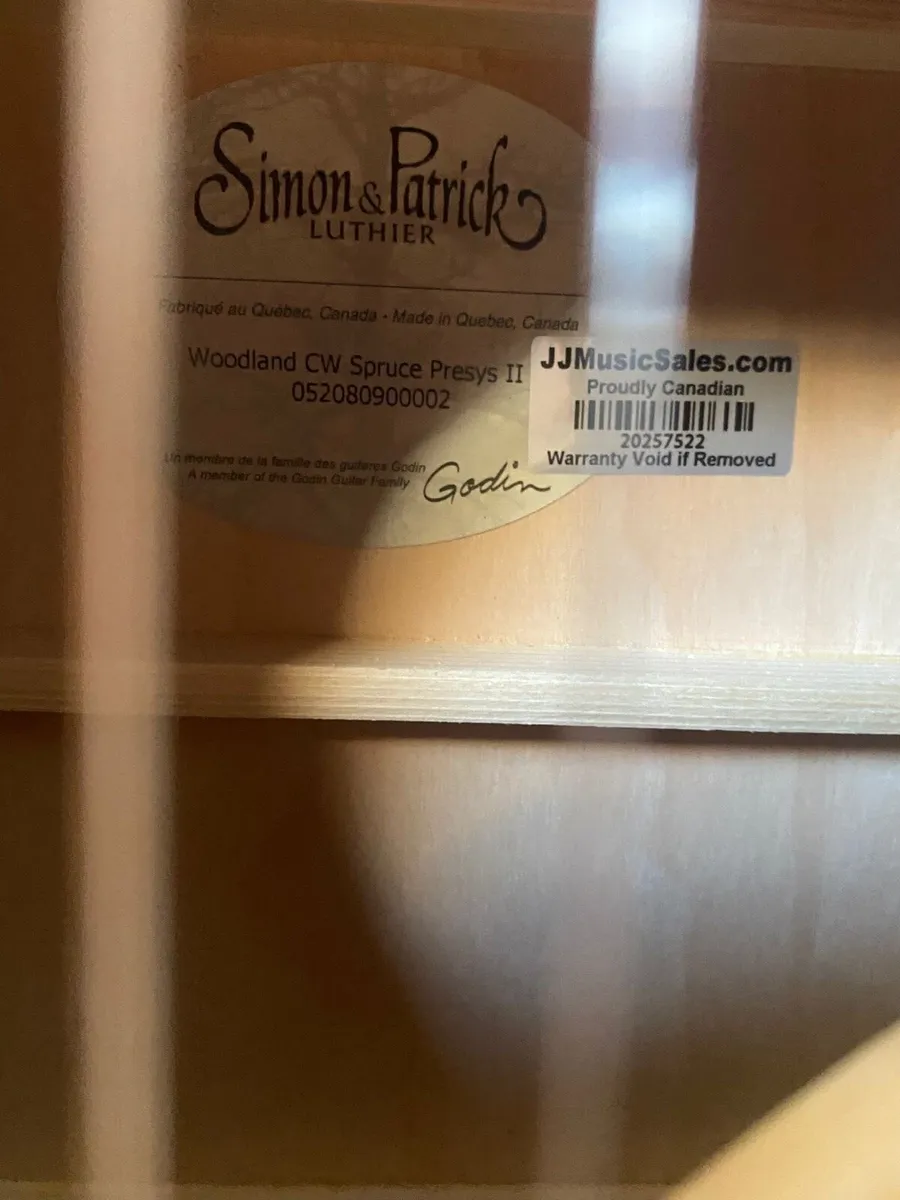 Simon & Patrick
LUTHIER
Fabriqué au Québec, Canada - Made in Quebec, Canada
Woodland CW Spruce Presys II
052080900002
Un membre de la famille des guitares Godin
A member of the Godin Guitar Family
Godin
JJMusicSales.com
Proudly Canadian
20257522
Warranty Void if Removed